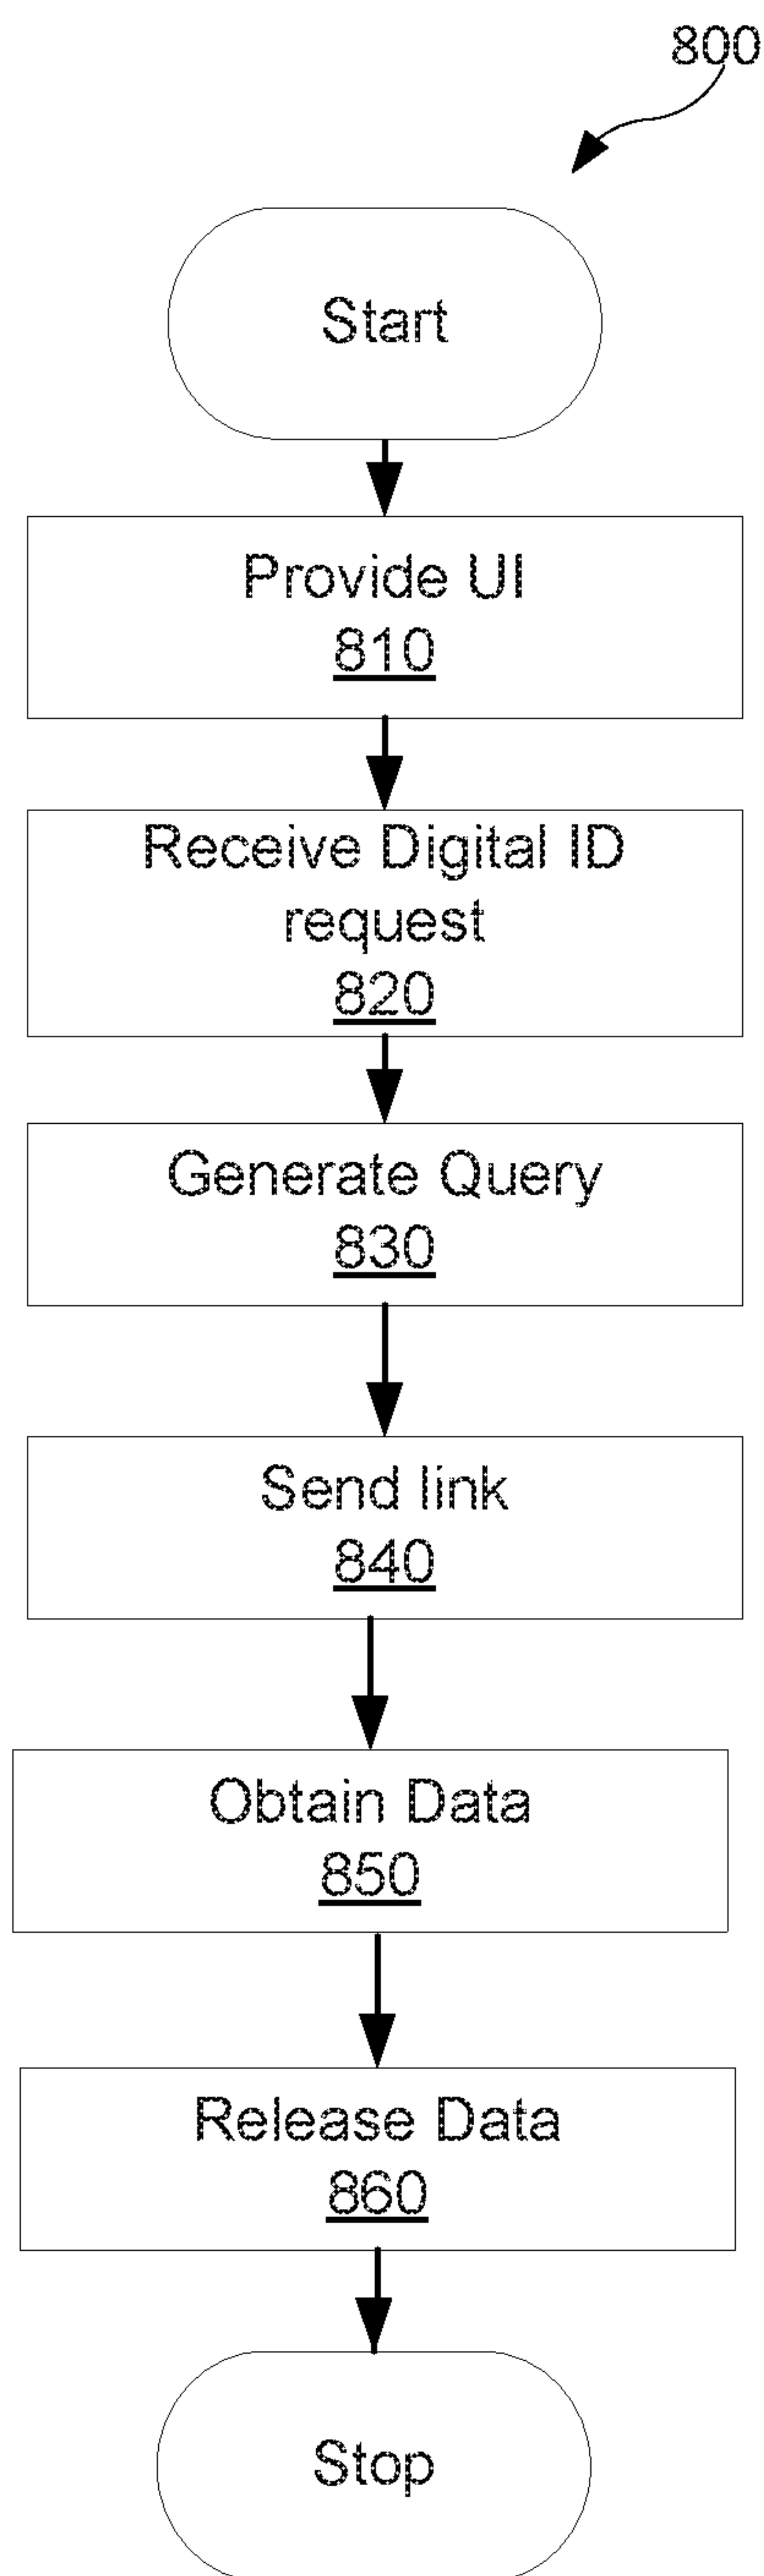 800
Start
Provide UI
810
Receive Digital ID
request
820
Generate Query
830
Send link
840
Obtain Data
850
Release Data
860
Stop